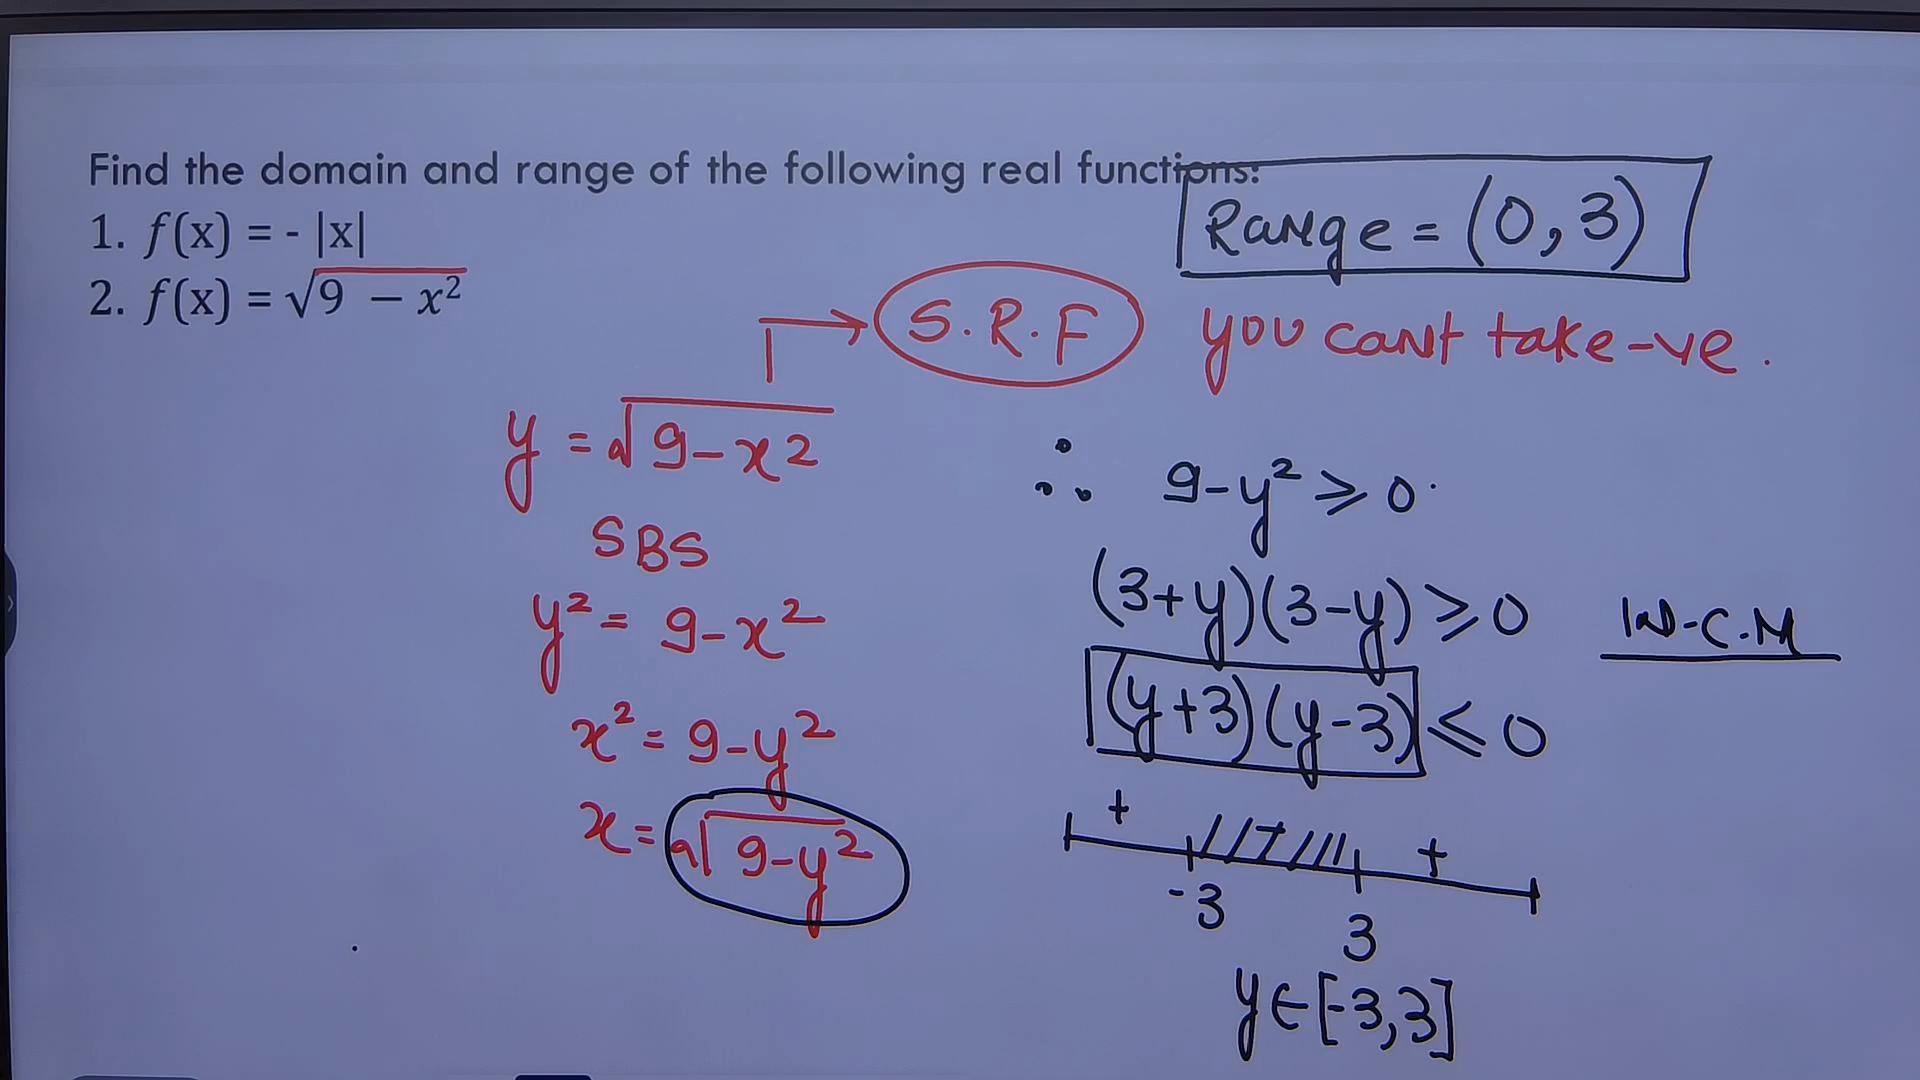 Find the domain and range of the following real functions:
1. f(x) = - |x|
2. f(x) = √9 − x²
Range = (0, 3)
S.R.F
you cant take -ve.
y = √9-x2
SBS
y² = 9-x²
x² = 9-y²
x = √9-y²
∴ 9-y² ⩾ 0
(3+y)(3-y) ⩾ 0
W.C.M
(y+3)(y-3) ⩽ 0
+ - +
-3 3
y ∈ [-3,3]